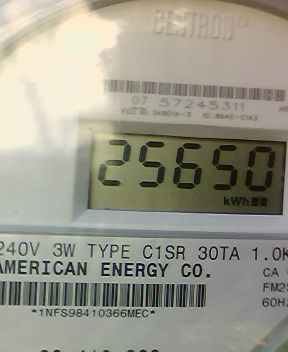 CENTRON
07 57245311
25650
kWh
240V 3W TYPE C1SR 30TA 1.0K
AMERICAN ENERGY CO.
CA
FM2S
*1NFS98410366MEC*
60HZ